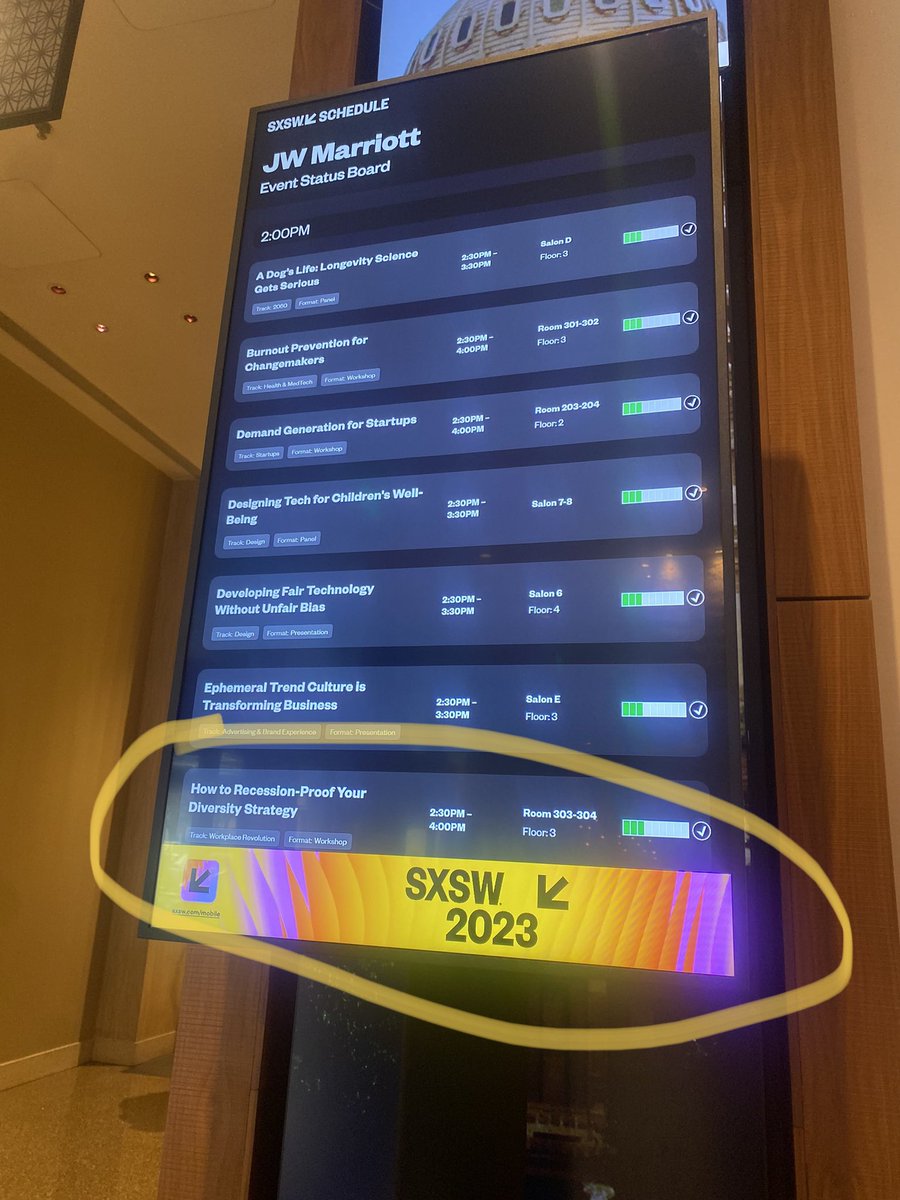 SXSW SCHEDULE
JW Marriott
Event Status Board
2:00PM
A Dog's Life: Longevity Science
Gets Serious
Track: 2050
Format: Panel
2:30PM –
3:30PM
Salon D
Floor: 3
Burnout Prevention for
Changemakers
Track: Health & MedTech
Format: Workshop
2:30PM –
4:00PM
Room 301-302
Floor: 3
Demand Generation for Startups
Track: Startups
Format: Workshop
2:30PM –
4:00PM
Room 203-204
Floor: 2
Designing Tech for Children's Well-
Being
Track: Design
Format: Panel
2:30PM –
3:30PM
Salon 7-8
Developing Fair Technology
Without Unfair Bias
Track: Design
Format: Presentation
2:30PM –
3:30PM
Salon 6
Floor: 4
Ephemeral Trend Culture is
Transforming Business
Track: Advertising & Brand Experience
Format: Presentation
2:30PM –
3:30PM
Salon E
Floor: 3
How to Recession-Proof Your
Diversity Strategy
Track: Workplace Revolution
Format: Workshop
2:30PM –
4:00PM
Room 303-304
Floor: 3
sxsw.com/mobile
SXSW
2023